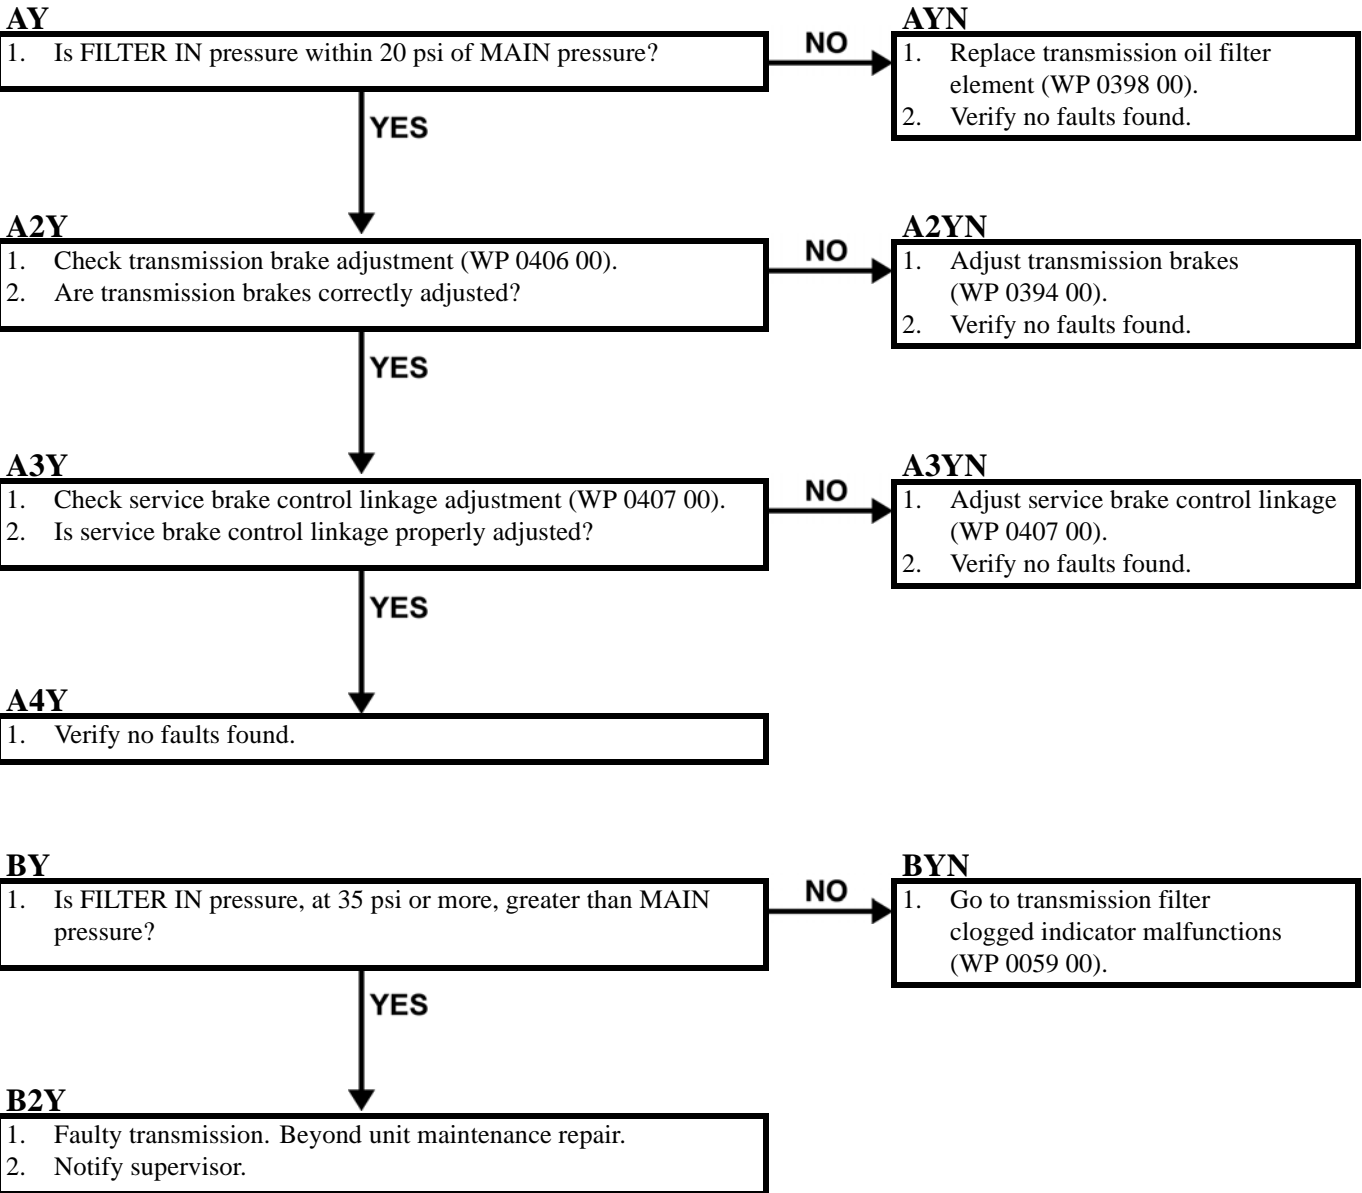 AY
1. Is FILTER IN pressure within 20 psi of MAIN pressure?
NO
AYN
1. Replace transmission oil filter
element (WP 0398 00).
2. Verify no faults found.
YES
A2Y
1. Check transmission brake adjustment (WP 0406 00).
2. Are transmission brakes correctly adjusted?
NO
A2YN
1. Adjust transmission brakes
(WP 0394 00).
2. Verify no faults found.
YES
A3Y
1. Check service brake control linkage adjustment (WP 0407 00).
2. Is service brake control linkage properly adjusted?
NO
A3YN
1. Adjust service brake control linkage
(WP 0407 00).
2. Verify no faults found.
YES
A4Y
1. Verify no faults found.
BY
1. Is FILTER IN pressure, at 35 psi or more, greater than MAIN
pressure?
NO
BYN
1. Go to transmission filter
clogged indicator malfunctions
(WP 0059 00).
YES
B2Y
1. Faulty transmission. Beyond unit maintenance repair.
2. Notify supervisor.